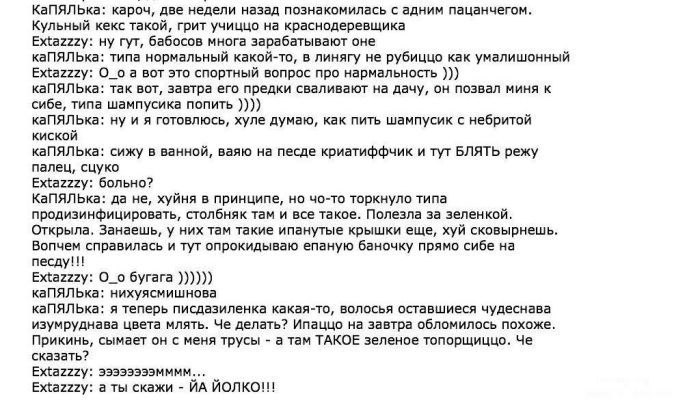 КаПЯЛЬка: кароч, две недели назад познакомилась с адним пацанчегом.
Кульный кекс такой, грит учиццо на краснодеревщика
Extazzzy: ну гут, бабосов многа зарабатывают оне
каПЯЛЬка: типа нормальный какой-то, в линягу не рубиццо как умалишонный
Extazzzy: О_о а вот это спортный вопрос про нармальность )))
каПЯЛЬка: так вот, завтра его предки сваливают на дачу, он позвал миня к
сибе, типа шампусика попить ))))
каПЯЛЬка: ну и я готовлюсь, хуле думаю, как пить шампусик с небритой
киской
каПЯЛЬка: сижу в ванной, ваяю на песде криатиффчик и тут БЛЯТЬ режу
палец, сцуко
Extazzzy: больно?
КаПЯЛЬка: да не, хуйня в принципе, но чо-то торкнуло типа
продизинфицировать, столбняк там и все такое. Полезла за зеленкой.
Открыла. Занаешь, у них там такие ипанутые крышки еще, хуй сковырнешь.
Вопчем справилась и тут опрокидываю епаную баночку прямо сибе на
песду!!!
Extazzzy: О_о бугага ))))))
каПЯЛЬка: нихуясмишнова
каПЯЛЬка: я теперь писдазиленка какая-то, волосья оставшиеся чудеснава
изумруднава цвета млять. Че делать? Ипаццо на завтра обломилось похоже.
Прикинь, сымает он с меня трусы - а там ТАКОЕ зеленое топорщиццо. Че
сказать?
Extazzzy: ээээээээмммм...
Extazzzy: а ты скажи - ЙА ЙОЛКО!!!